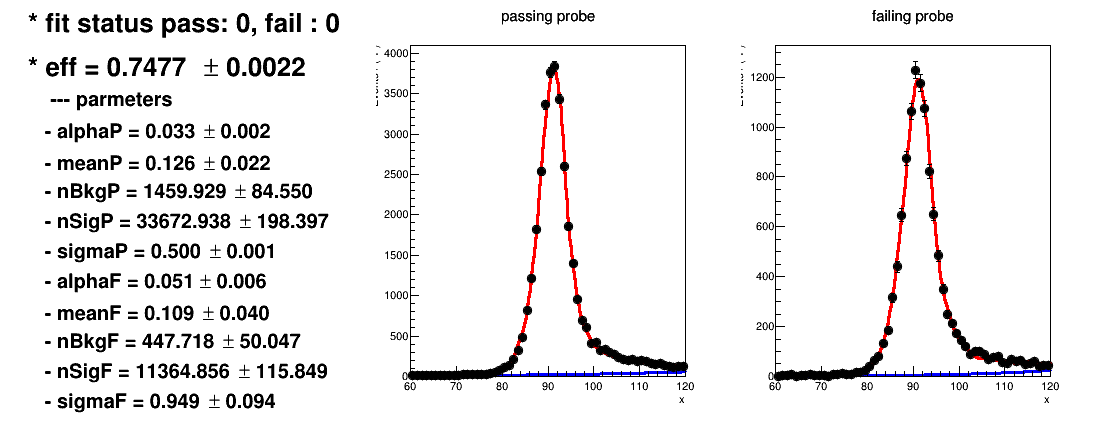 * fit status pass: 0, fail : 0
* eff = 0.7477 ± 0.0022
--- parmeters
- alphaP = 0.033 ± 0.002
- meanP = 0.126 ± 0.022
- nBkgP = 1459.929 ± 84.550
- nSigP = 33672.938 ± 198.397
- sigmaP = 0.500 ± 0.001
- alphaF = 0.051 ± 0.006
- meanF = 0.109 ± 0.040
- nBkgF = 447.718 ± 50.047
- nSigF = 11364.856 ± 115.849
- sigmaF = 0.949 ± 0.094
passing probe
4000
3500
3000
2500
2000
1500
1000
500
0
60 70 80 90 100 110 120
x
failing probe
1200
1000
800
600
400
200
0
60 70 80 90 100 110 120
x